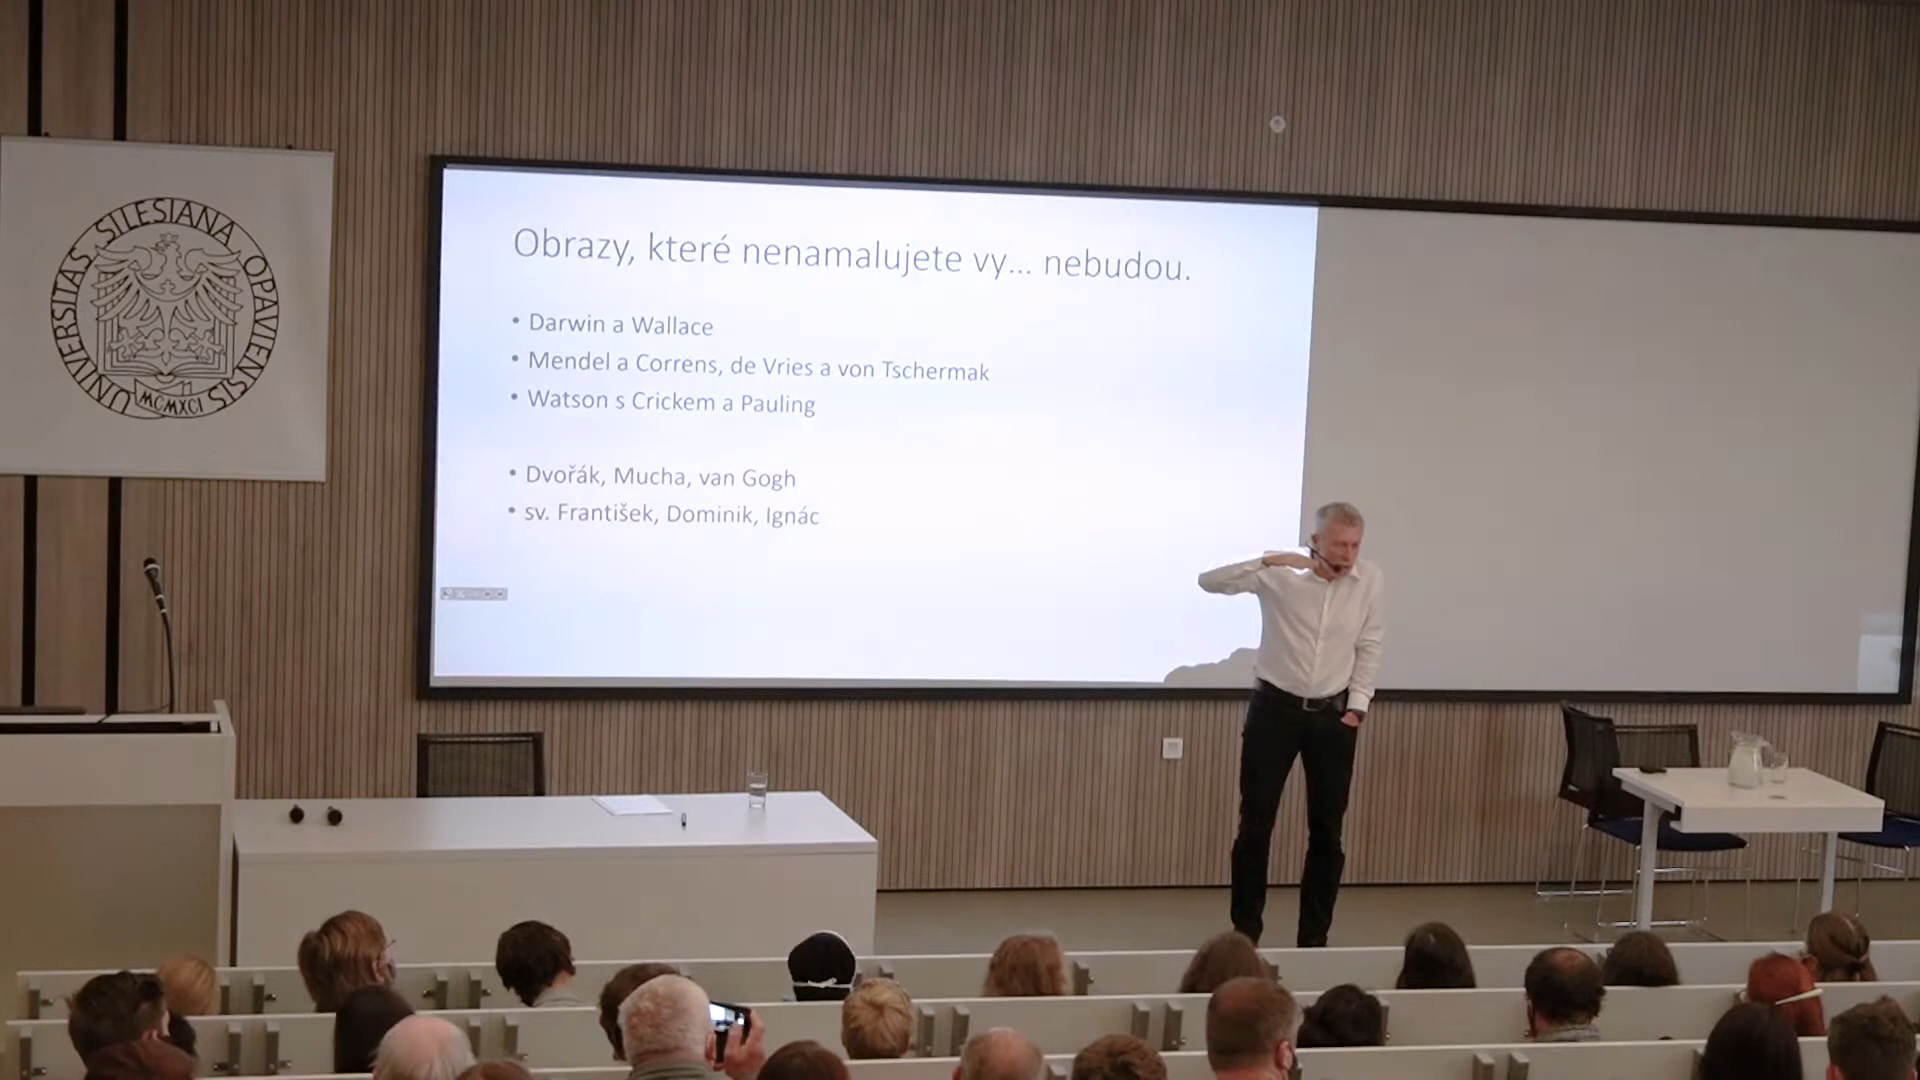 UNIVERSITAS SILESIANA OPAVIENSIS
MCMXCI
Obrazy, které nenamalujete vy... nebudou.
• Darwin a Wallace
• Mendel a Correns, de Vries a von Tschermak
• Watson s Crickem a Pauling
• Dvořák, Mucha, van Gogh
• sv. František, Dominik, Ignác